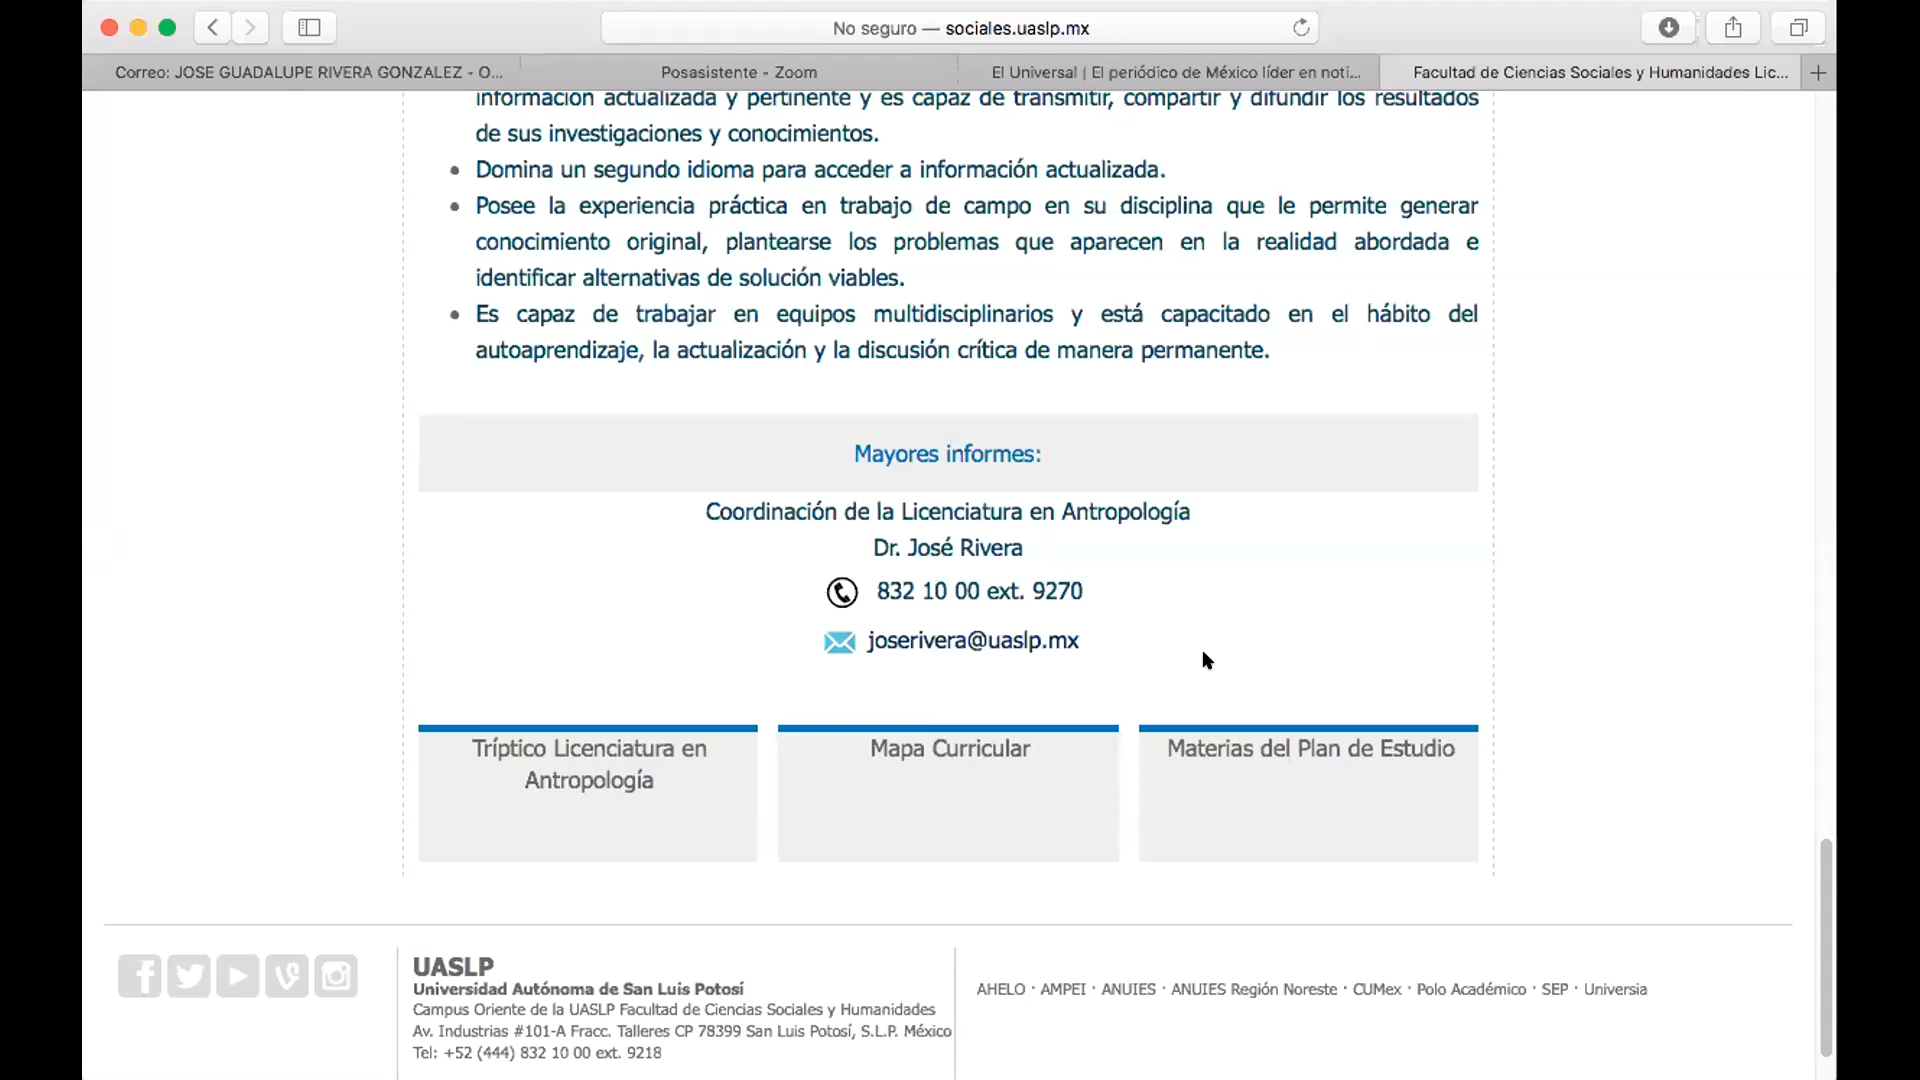 No seguro — sociales.uaslp.mx
Correo: JOSE GUADALUPE RIVERA GONZALEZ - O...
Posasistente - Zoom
El Universal | El periódico de México líder en noti...
Facultad de Ciencias Sociales y Humanidades Lic...
información actualizada y pertinente y es capaz de transmitir, compartir y difundir los resultados
de sus investigaciones y conocimientos.
Domina un segundo idioma para acceder a información actualizada.
Posee la experiencia práctica en trabajo de campo en su disciplina que le permite generar
conocimiento original, plantearse los problemas que aparecen en la realidad abordada e
identificar alternativas de solución viables.
Es capaz de trabajar en equipos multidisciplinarios y está capacitado en el hábito del
autoaprendizaje, la actualización y la discusión crítica de manera permanente.
Mayores informes:
Coordinación de la Licenciatura en Antropología
Dr. José Rivera
832 10 00 ext. 9270
joserivera@uaslp.mx
Tríptico Licenciatura en
Antropología
Mapa Curricular
Materias del Plan de Estudio
UASLP
Universidad Autónoma de San Luis Potosí
Campus Oriente de la UASLP Facultad de Ciencias Sociales y Humanidades
Av. Industrias #101-A Fracc. Talleres CP 78399 San Luis Potosí, S.L.P. México
Tel: +52 (444) 832 10 00 ext. 9218
AHELO · AMPEI · ANUIES · ANUIES Región Noreste · CUMex · Polo Académico · SEP · Universia